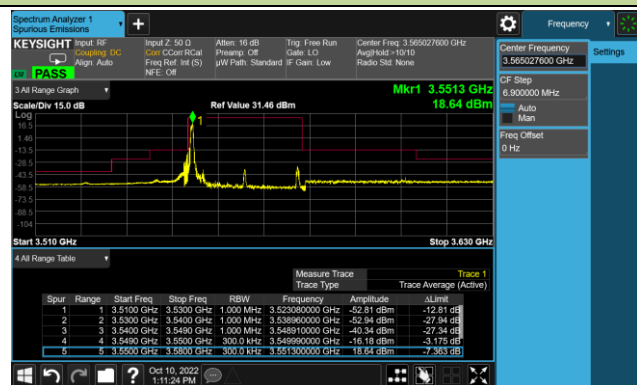 Spectrum Analyzer 1
Spurious Emissions
Frequency
KEYSIGHT
Input: RF
Coupling: DC
Align: Auto
Input Z: 50 Ω
Corr CCorr RCal
Freq Ref: Int (S)
NFE: Off
Atten: 16 dB
Preamp: Off
µW Path: Standard
Trig: Free Run
Gate: LO
IF Gain: Low
Center Freq: 3.565027600 GHz
Avg|Hold:>10/10
Radio Std: None
PASS
3 All Range Graph
Mkr1 3.5513 GHz
18.64 dBm
Scale/Div 15.0 dB
Ref Value 31.46 dBm
Log
1
16.5
1.46
-13.5
-28.5
-43.5
-58.5
-73.5
-88.5
-104
Start 3.510 GHz
Stop 3.630 GHz
4 All Range Table
Measure Trace Trace 1
Trace Type Trace Average (Active)
Spur Range Start Freq Stop Freq RBW Frequency Amplitude ΔLimit
1 1 3.5100 GHz 3.5300 GHz 1.000 MHz 3.523080000 GHz -52.81 dBm -12.81 dB
2 2 3.5300 GHz 3.5400 GHz 1.000 MHz 3.538900000 GHz -52.94 dBm -27.94 dB
3 3 3.5400 GHz 3.5490 GHz 1.000 MHz 3.548910000 GHz -40.34 dBm -27.34 dB
4 4 3.5490 GHz 3.5500 GHz 300.0 kHz 3.549990000 GHz -16.18 dBm -3.175 dB
5 5 3.5500 GHz 3.5800 GHz 300.0 kHz 3.551300000 GHz 18.64 dBm -7.363 dB
Oct 10, 2022
1:11:24 PM
Center Frequency
3.565027600 GHz
Settings
CF Step
6.900000 MHz
Auto
Man
Freq Offset
0 Hz